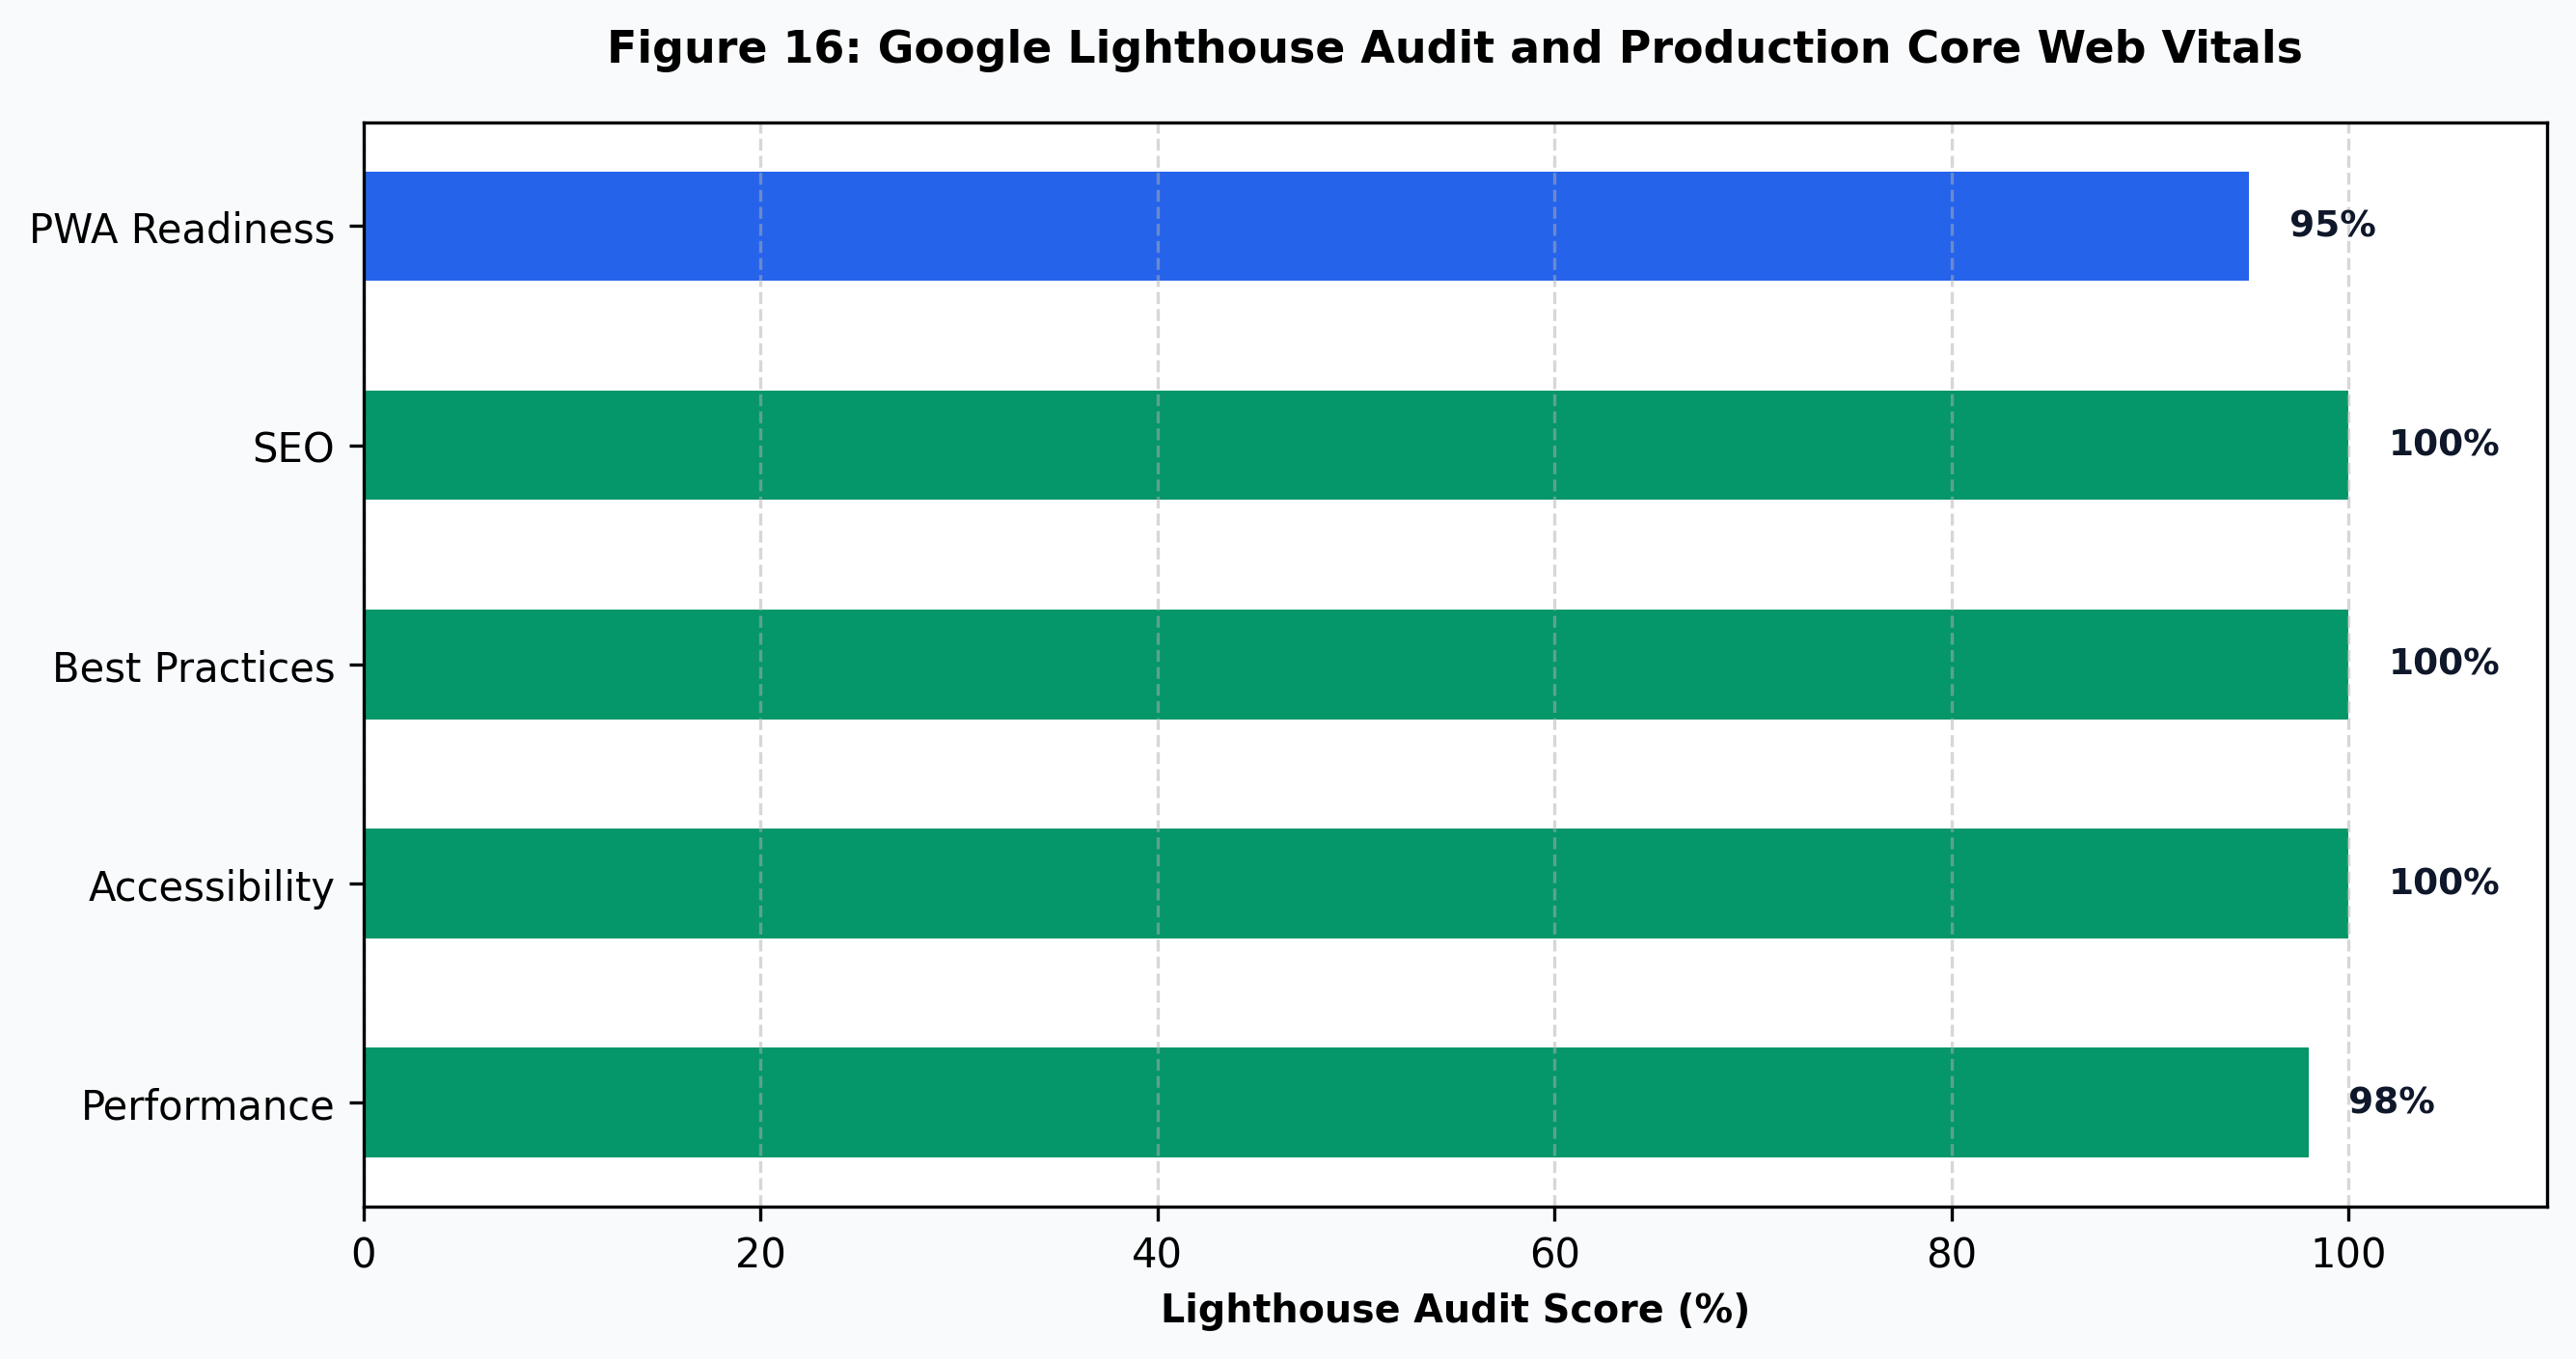 Figure 16: Google Lighthouse Audit and Production Core Web Vitals
PWA Readiness
95%
SEO
100%
Best Practices
100%
Accessibility
100%
Performance
98%
0 20 40 60 80 100
Lighthouse Audit Score (%)